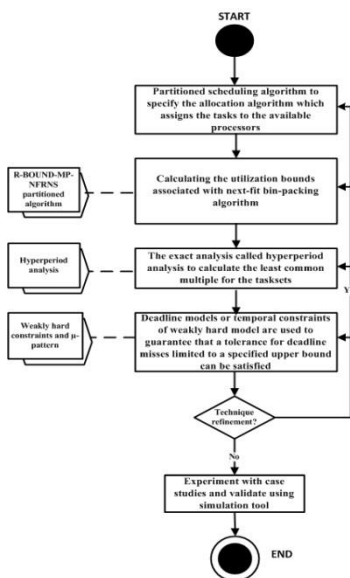 START
Partitioned scheduling algorithm to
specify the allocation algorithm which
assigns the tasks to the available
processors
R-BOUND-MP-
NFRNS
partitioned
algorithm
Calculating the utilization bounds
associated with next-fit bin-packing
algorithm
Hyperperiod
analysis
The exact analysis called hyperperiod
analysis to calculate the least common
multiple for the tasksets
Y
Weakly hard
constraints and μ-
pattern
Deadline models or temporal constraints
of weakly hard model are used to
guarantee that a tolerance for deadline
misses limited to a specified upper bound
can be satisfied
Technique
refinement?
No
Experiment with case
studies and validate using
simulation tool
END